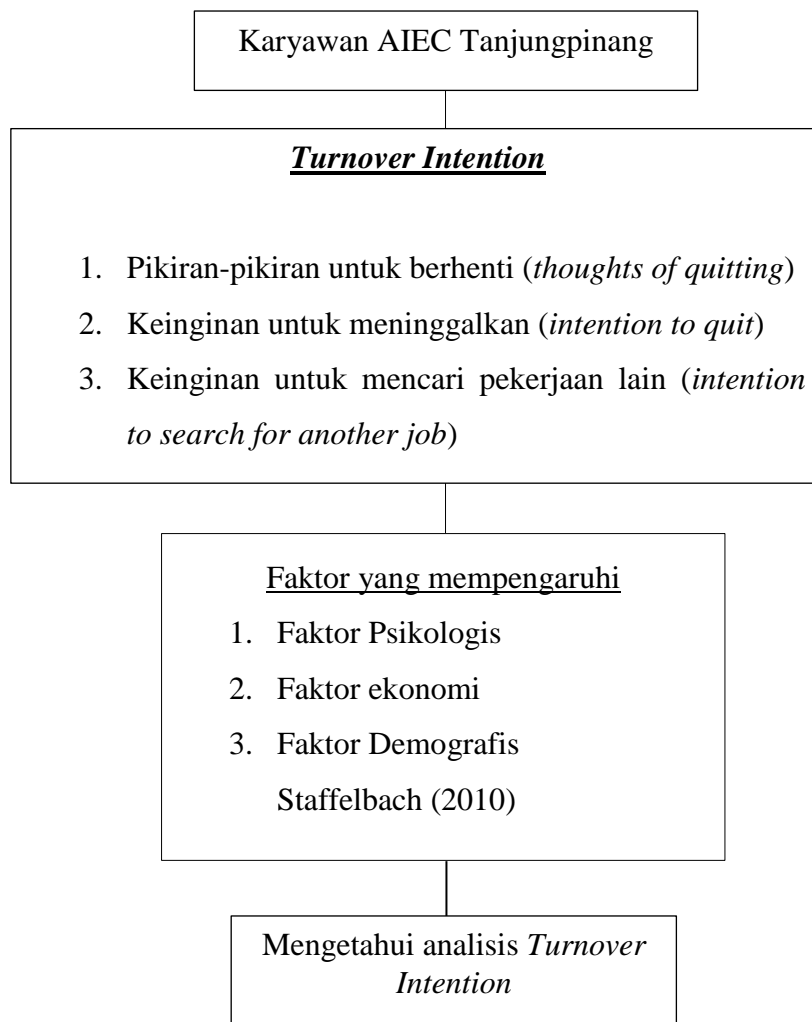 Karyawan AIEC Tanjungpinang
Turnover Intention
1. Pikiran-pikiran untuk berhenti (thoughts of quitting)
2. Keinginan untuk meninggalkan (intention to quit)
3. Keinginan untuk mencari pekerjaan lain (intention
to search for another job)
Faktor yang mempengaruhi
1. Faktor Psikologis
2. Faktor ekonomi
3. Faktor Demografis
Staffelbach (2010)
Mengetahui analisis Turnover
Intention